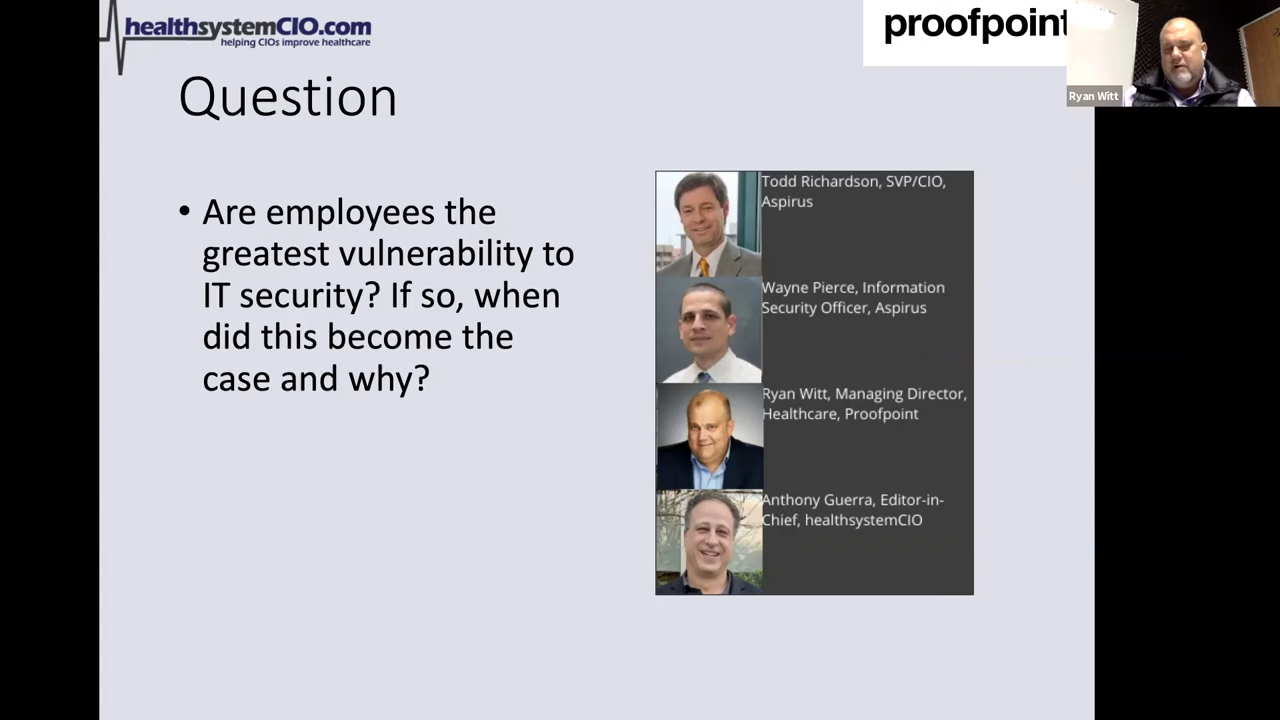 healthsystemCIO.com
helping CIOs improve healthcare
proofpoint
Ryan Witt
Question
• Are employees the
greatest vulnerability to
IT security? If so, when
did this become the
case and why?
Todd Richardson, SVP/CIO,
Aspirus
Wayne Pierce, Information
Security Officer, Aspirus
Ryan Witt, Managing Director,
Healthcare, Proofpoint
Anthony Guerra, Editor-in-
Chief, healthsystemCIO